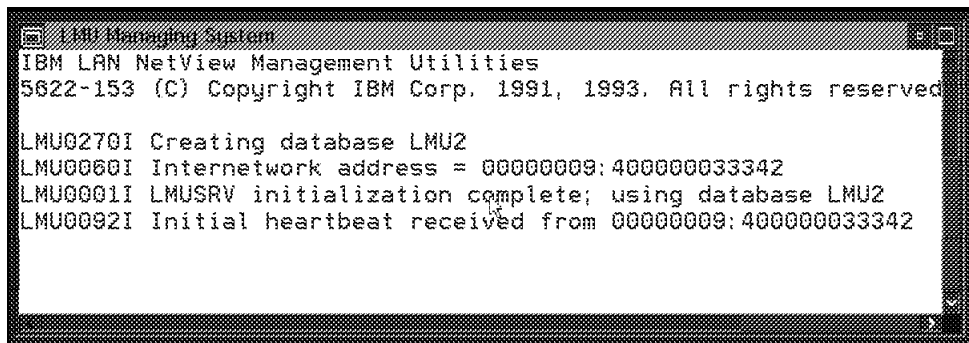 LMU Managing System
IBM LAN NetView Management Utilities
5622-153 (C) Copyright IBM Corp. 1991, 1993. All rights reserved
LMU0270I Creating database LMU2
LMU0060I Internetwork address = 00000009:400000033342
LMU0001I LMUSRV initialization complete; using database LMU2
LMU0092I Initial heartbeat received from 00000009:400000033342